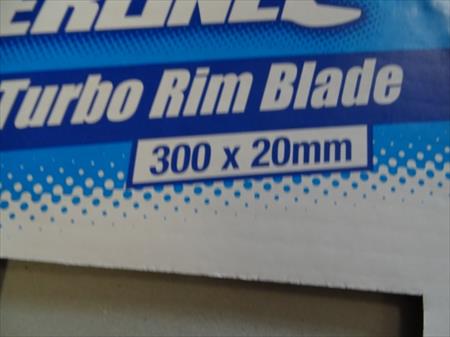 Turbo Rim Blade
300 x 20mm